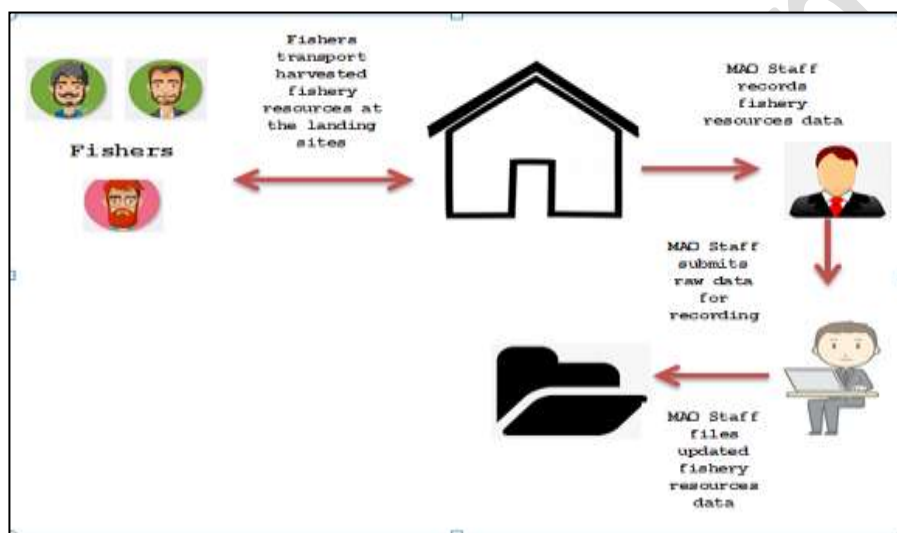 Fishers
transport
harvested
fishery
resources at
the landing
sites
MAO Staff
records
fishery
resources data
Fishers
MAO Staff
submits
raw data
for
recording
MAO Staff
files
updated
fishery
resources
data